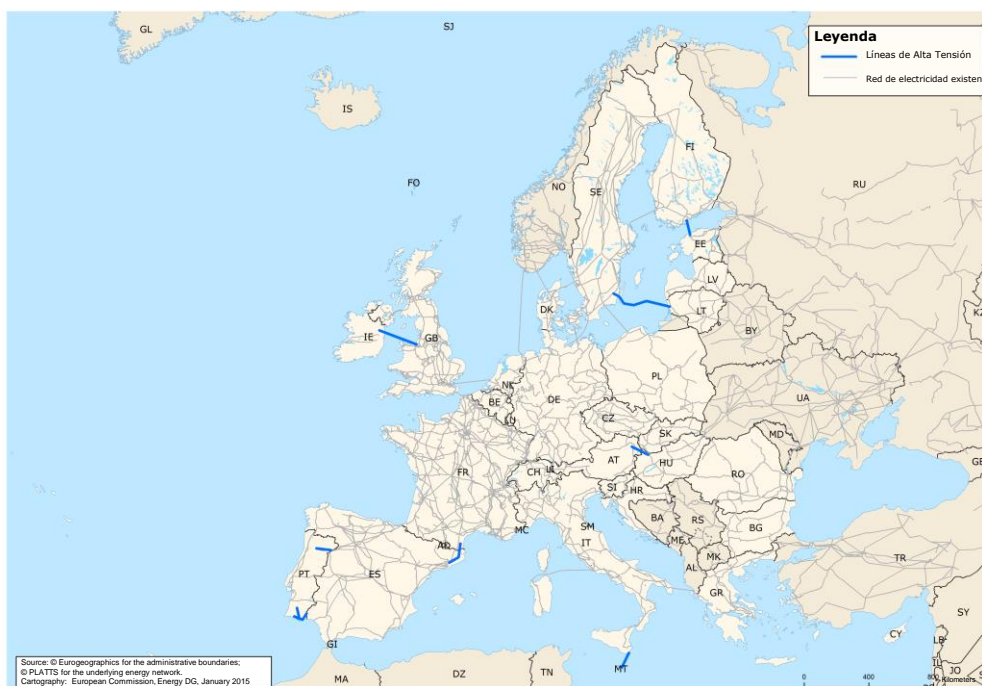 GL
SJ
Leyenda
Líneas de Alta Tensión
Red de electricidad existen
IS
FO
NO
SE
FI
RU
EE
LV
LT
DK
BY
KZ
IE
GB
NL
BE
LU
DE
PL
CZ
UA
SK
MD
AT
HU
FR
CH
LI
SI
HR
RO
GE
MC
SM
IT
BA
RS
BG
ME
MK
AL
AD
PT
ES
GR
TR
GI
MT
CY
SY
LB
IL
JO
MA
DZ
TN
0 400 800
Kilometers
Source: © Eurogeographics for the administrative boundaries;
© PLATTS for the underlying energy network.
Cartography: European Commission, Energy DG, January 2015